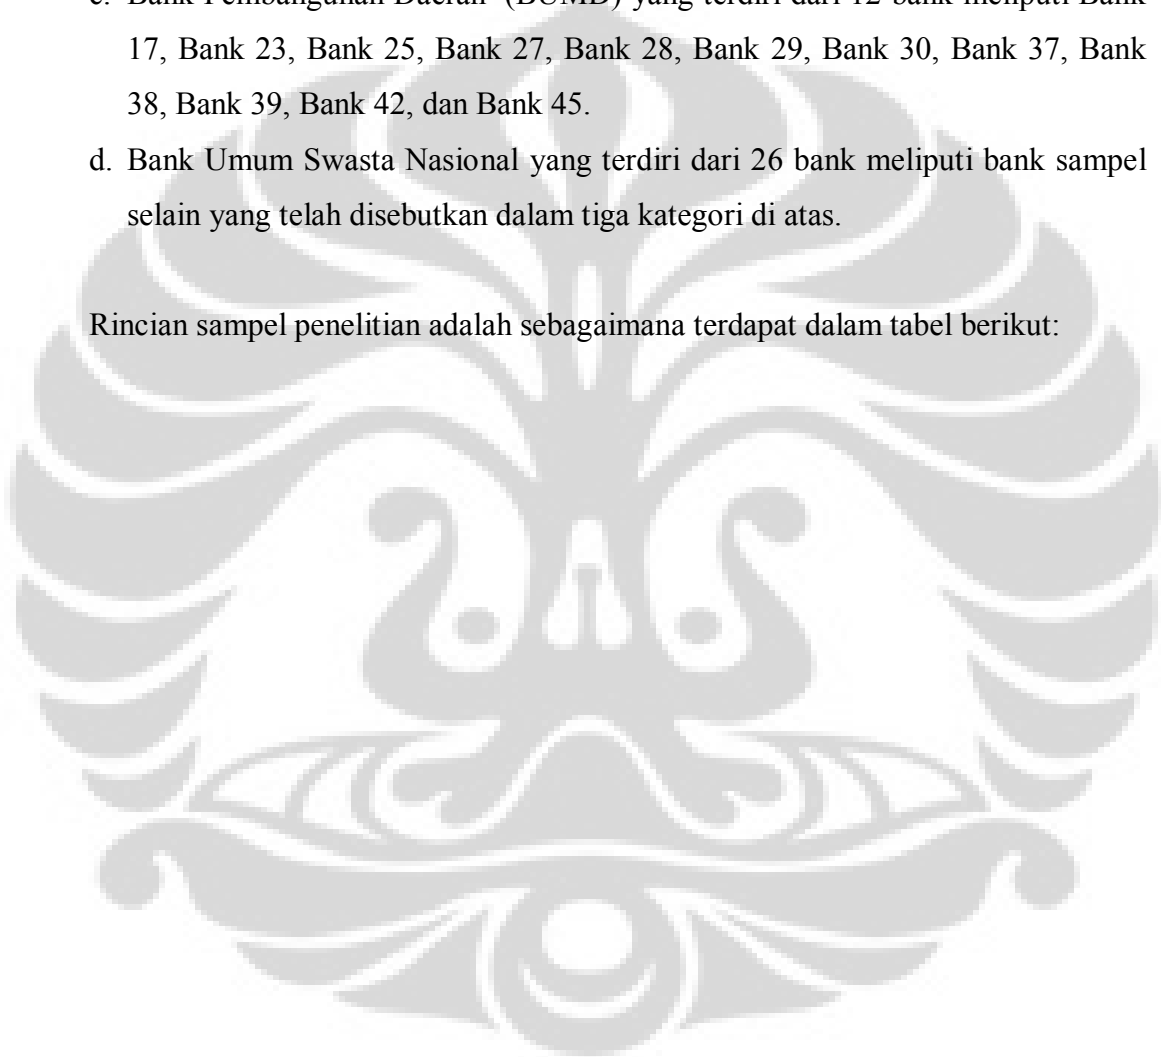 c. Bank Pembangunan Daerah (BUMD) yang terdiri dari 12 bank meliputi Bank
17, Bank 23, Bank 25, Bank 27, Bank 28, Bank 29, Bank 30, Bank 37, Bank
38, Bank 39, Bank 42, dan Bank 45.
d. Bank Umum Swasta Nasional yang terdiri dari 26 bank meliputi bank sampel
selain yang telah disebutkan dalam tiga kategori di atas.
Rincian sampel penelitian adalah sebagaimana terdapat dalam tabel berikut: